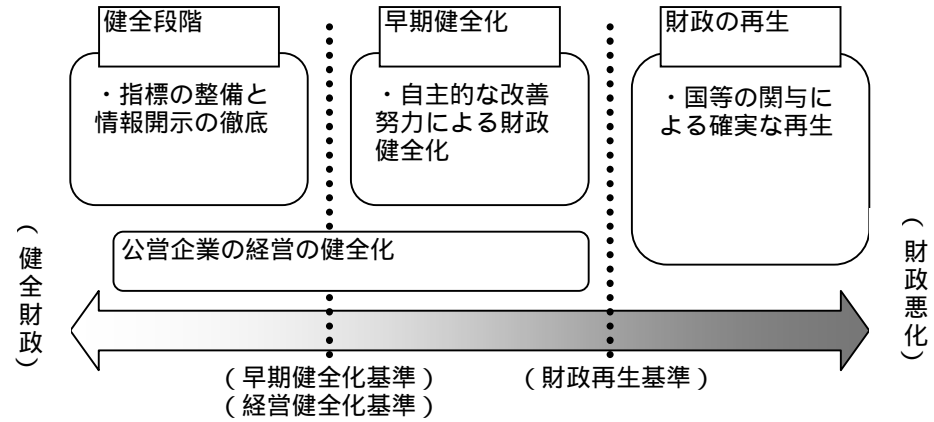 健全段階
・指標の整備と
情報開示の徹底
早期健全化
・自主的な改善
努力による財政
健全化
財政の再生
・国等の関与に
よる確実な再生
公営企業の経営の健全化
(健全財政)
(財政悪化)
(早期健全化基準)
(経営健全化基準)
(財政再生基準)